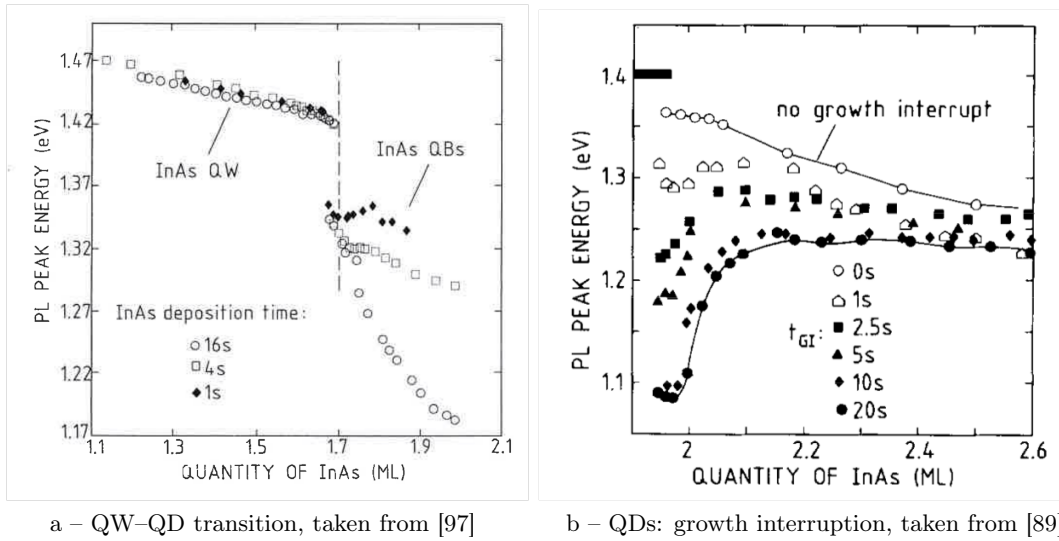 PL PEAK ENERGY (eV)
1.47
1.42
1.37
1.32
1.27
1.22
1.17
InAs QW
InAs QBs
InAs deposition time:
16s
4s
1s
1.1 1.3 1.5 1.7 1.9 2.1
QUANTITY OF InAs (ML)
a – QW–QD transition, taken from [97]
PL PEAK ENERGY (eV)
1.4
1.3
1.2
1.1
no growth interrupt
0s
1s
tGI: 2.5s
5s
10s
20s
2 2.2 2.4 2.6
QUANTITY OF InAs (ML)
b – QDs: growth interruption, taken from [89]